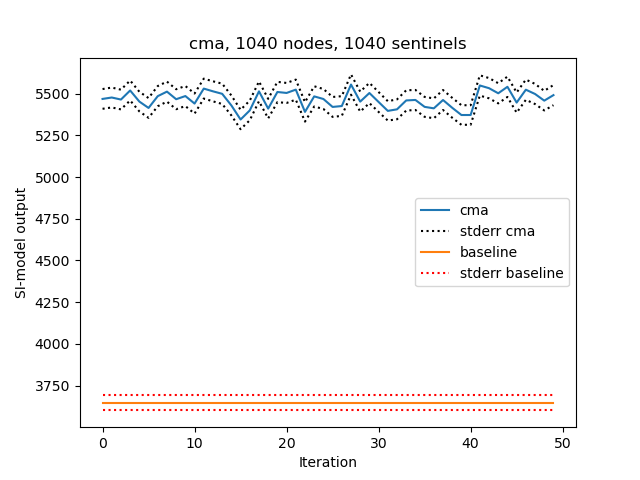 cma, 1040 nodes, 1040 sentinels
SI-model output
5500
5250
5000
4750
4500
4250
4000
3750
cma
stderr cma
baseline
stderr baseline
0 10 20 30 40 50
Iteration